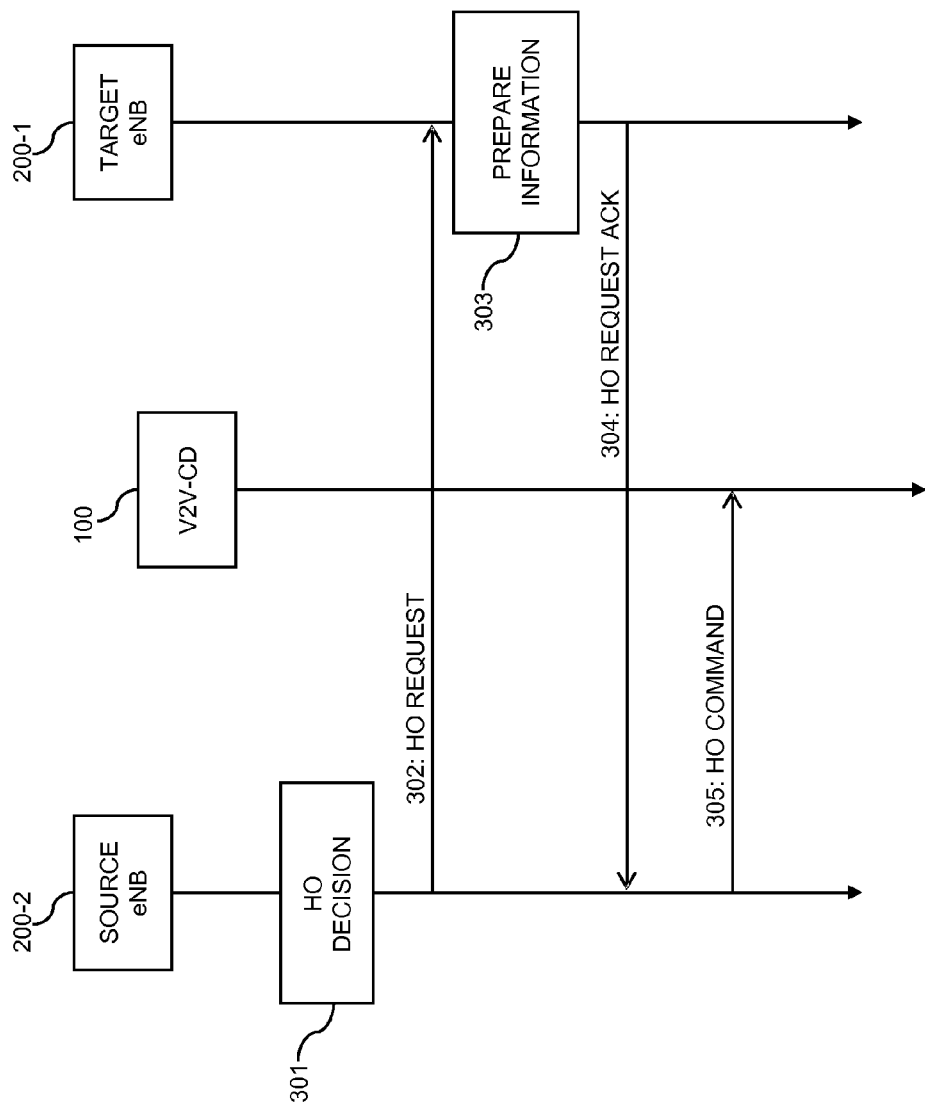 200-2
SOURCE
eNB
100
V2V-CD
200-1
TARGET
eNB
301
HO
DECISION
302: HO REQUEST
303
PREPARE
INFORMATION
304: HO REQUEST ACK
305: HO COMMAND